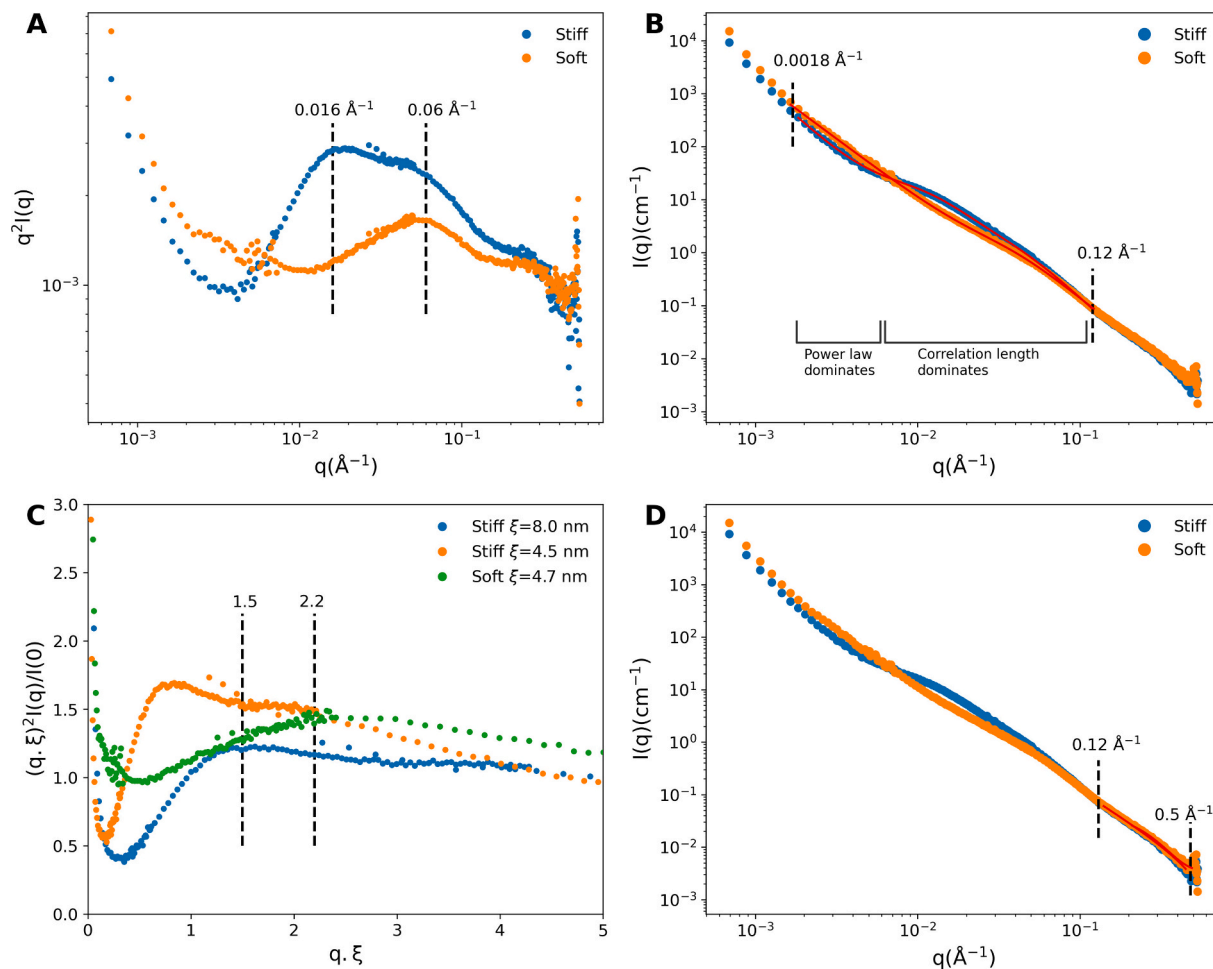 A
Stiff
Soft
0.016 Å⁻¹
0.06 Å⁻¹
q²I(q)
10⁻³
10⁻³
10⁻²
10⁻¹
q(Å⁻¹)
B
Stiff
Soft
0.0018 Å⁻¹
0.12 Å⁻¹
Power law
dominates
Correlation length
dominates
I(q)(cm⁻¹)
10⁴
10³
10²
10¹
10⁰
10⁻¹
10⁻²
10⁻³
10⁻³
10⁻²
10⁻¹
q(Å⁻¹)
C
Stiff ξ=8.0 nm
Stiff ξ=4.5 nm
Soft ξ=4.7 nm
1.5
2.2
(q.ξ)²I(q)/I(0)
3.0
2.5
2.0
1.5
1.0
0.5
0.0
0
1
2
3
4
5
q.ξ
D
Stiff
Soft
0.12 Å⁻¹
0.5 Å⁻¹
I(q)(cm⁻¹)
10⁴
10³
10²
10¹
10⁰
10⁻¹
10⁻²
10⁻³
10⁻³
10⁻²
10⁻¹
q(Å⁻¹)